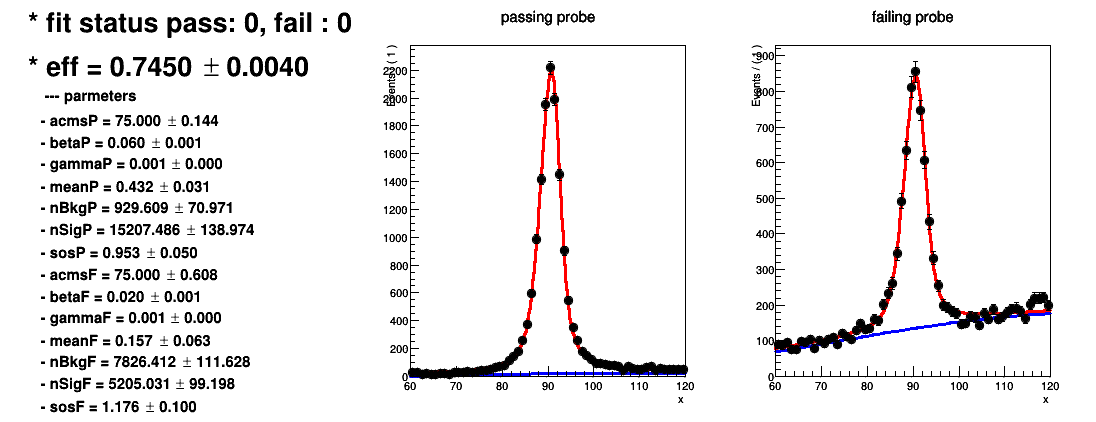 * fit status pass: 0, fail : 0
* eff = 0.7450 ± 0.0040
--- parmeters
- acmsP = 75.000 ± 0.144
- betaP = 0.060 ± 0.001
- gammaP = 0.001 ± 0.000
- meanP = 0.432 ± 0.031
- nBkgP = 929.609 ± 70.971
- nSigP = 15207.486 ± 138.974
- sosP = 0.953 ± 0.050
- acmsF = 75.000 ± 0.608
- betaF = 0.020 ± 0.001
- gammaF = 0.001 ± 0.000
- meanF = 0.157 ± 0.063
- nBkgF = 7826.412 ± 111.628
- nSigF = 5205.031 ± 99.198
- sosF = 1.176 ± 0.100
passing probe
Events / ( 1 )
2200
2000
1800
1600
1400
1200
1000
800
600
400
200
0
60 70 80 90 100 110 120
x
failing probe
Events / ( 1 )
900
800
700
600
500
400
300
200
100
0
60 70 80 90 100 110 120
x